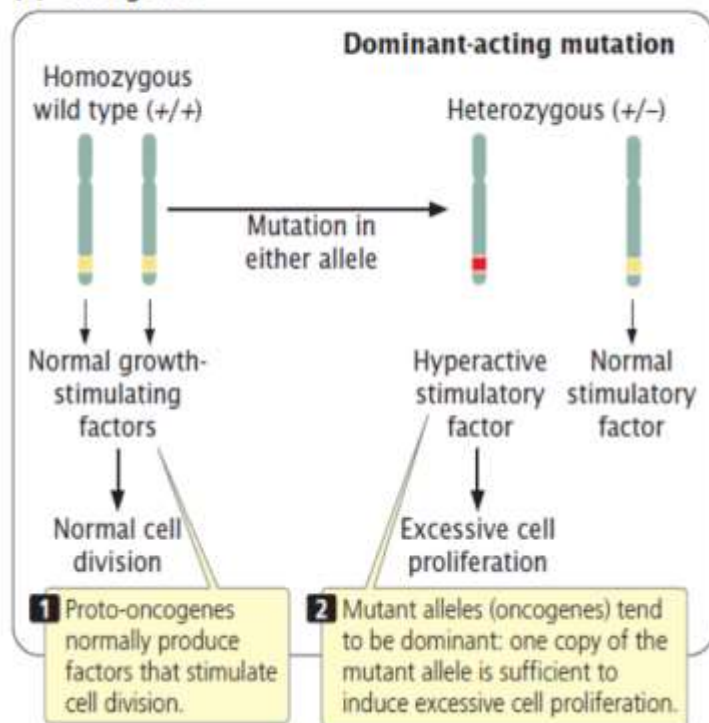 Dominant-acting mutation
Homozygous
wild type (+/+)
Heterozygous (+/–)
Mutation in
either allele
Normal growth-
stimulating
factors
Hyperactive
stimulatory
factor
Normal
stimulatory
factor
Normal cell
division
Excessive cell
proliferation
1 Proto-oncogenes
normally produce
factors that stimulate
cell division.
2 Mutant alleles (oncogenes) tend
to be dominant: one copy of the
mutant allele is sufficient to
induce excessive cell proliferation.